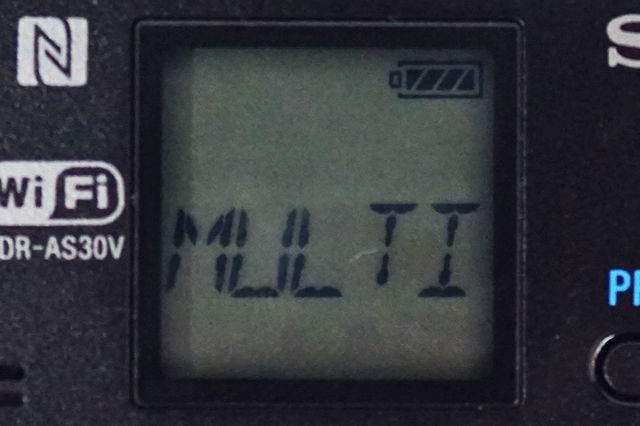 N
S
Wi Fi
DR-AS30V
MULTI